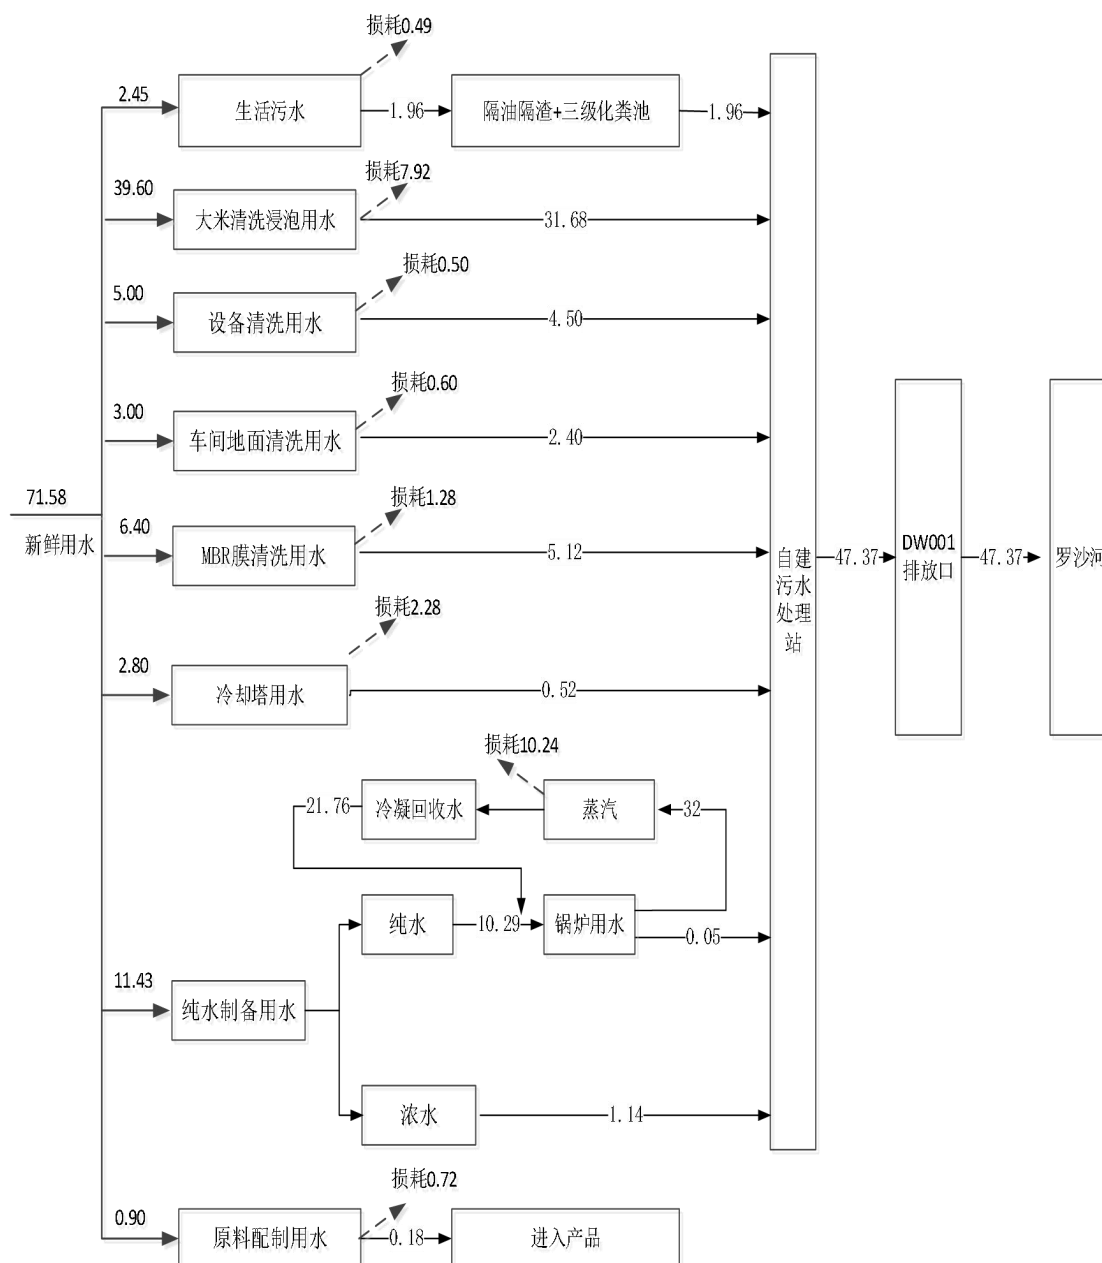 损耗0.49
2.45
生活污水
1.96
隔油隔渣+三级化粪池
1.96
39.60
损耗7.92
大米清洗浸泡用水
31.68
5.00
损耗0.50
设备清洗用水
4.50
3.00
损耗0.60
车间地面清洗用水
2.40
71.58
新鲜用水
6.40
损耗1.28
MBR膜清洗用水
5.12
自建
污水
处理
站
47.37
DW001
排放口
47.37
罗沙河
2.80
损耗2.28
冷却塔用水
0.52
损耗10.24
21.76
冷凝回收水
蒸汽
32
纯水
10.29
锅炉用水
0.05
11.43
纯水制备用水
浓水
1.14
0.90
损耗0.72
原料配制用水
0.18
进入产品